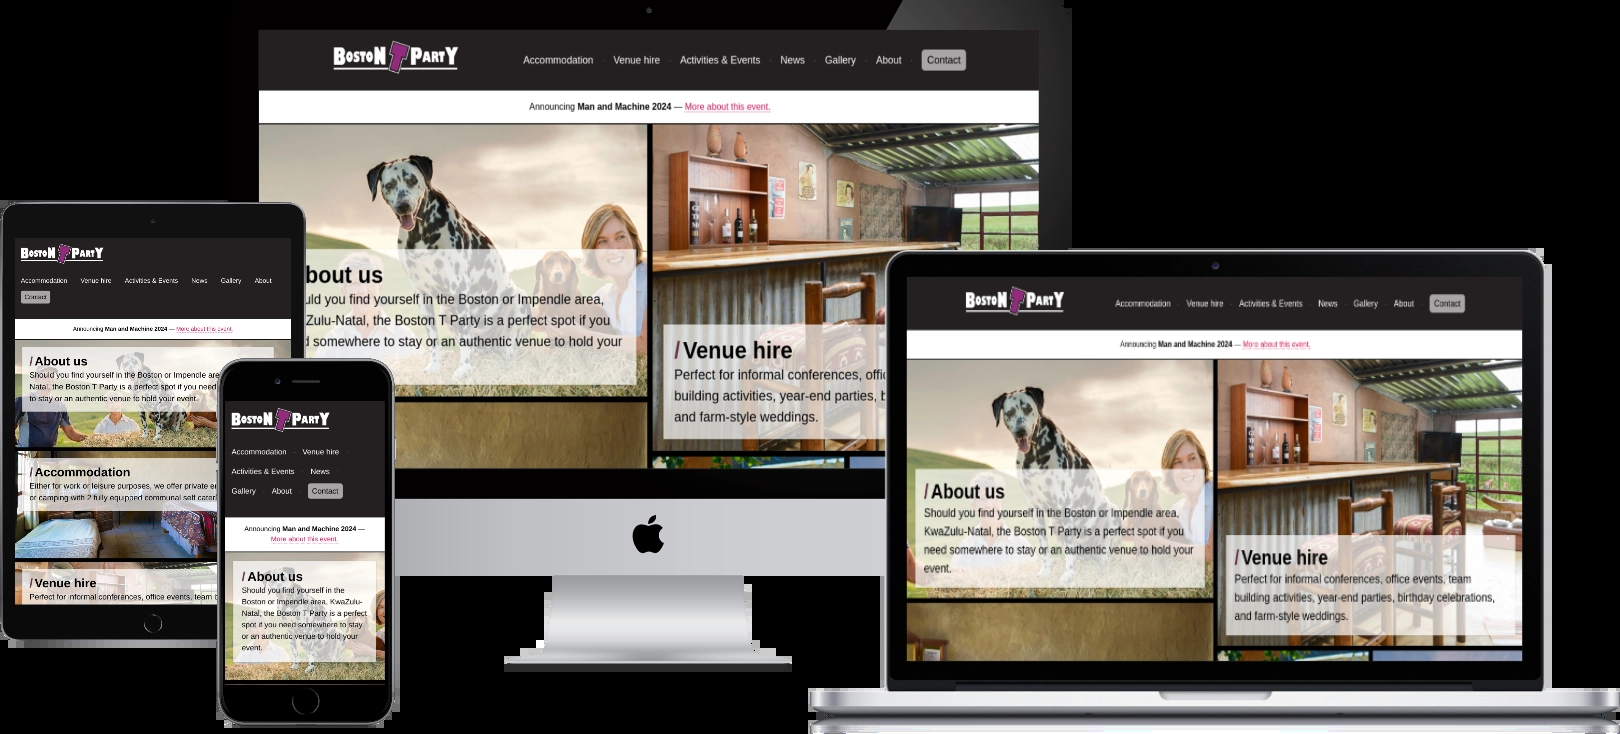 BOSTON T PARTY
Accommodation Venue hire Activities & Events News Gallery About Contact
Announcing Man and Machine 2024 — More about this event.
bout us
uld you find yourself in the Boston or Impendle area,
Zulu-Natal, the Boston T Party is a perfect spot if you
d somewhere to stay or an authentic venue to hold your
/Venue hire
Perfect for informal conferences, offic
building activities, year-end parties, b
and farm-style weddings.
BOSTON T PARTY
Accommodation Venue hire Activities & Events News Gallery About
Contact
Announcing Man and Machine 2024 — More about this event.
/About us
Should you find yourself in the Boston or Impendle are
Natal, the Boston T Party is a perfect spot if you need
to stay or an authentic venue to hold your event.
/Accommodation
Either for work or leisure purposes, we offer private e
or camping with 2 fully equipped communal self cateri
/Venue hire
Perfect for informal conferences, office events, team b
BOSTON T PARTY
Accommodation Venue hire
Activities & Events News
Gallery About Contact
Announcing Man and Machine 2024 —
More about this event.
/About us
Should you find yourself in the
Boston or Impendle area, KwaZulu-
Natal, the Boston T Party is a perfect
spot if you need somewhere to stay
or an authentic venue to hold your
event.
BOSTON T PARTY
Accommodation Venue hire Activities & Events News Gallery About Contact
Announcing Man and Machine 2024 — More about this event.
/About us
Should you find yourself in the Boston or Impendle area,
KwaZulu-Natal, the Boston T Party is a perfect spot if you
need somewhere to stay or an authentic venue to hold your
event.
/Venue hire
Perfect for informal conferences, office events, team
building activities, year-end parties, birthday celebrations,
and farm-style weddings.